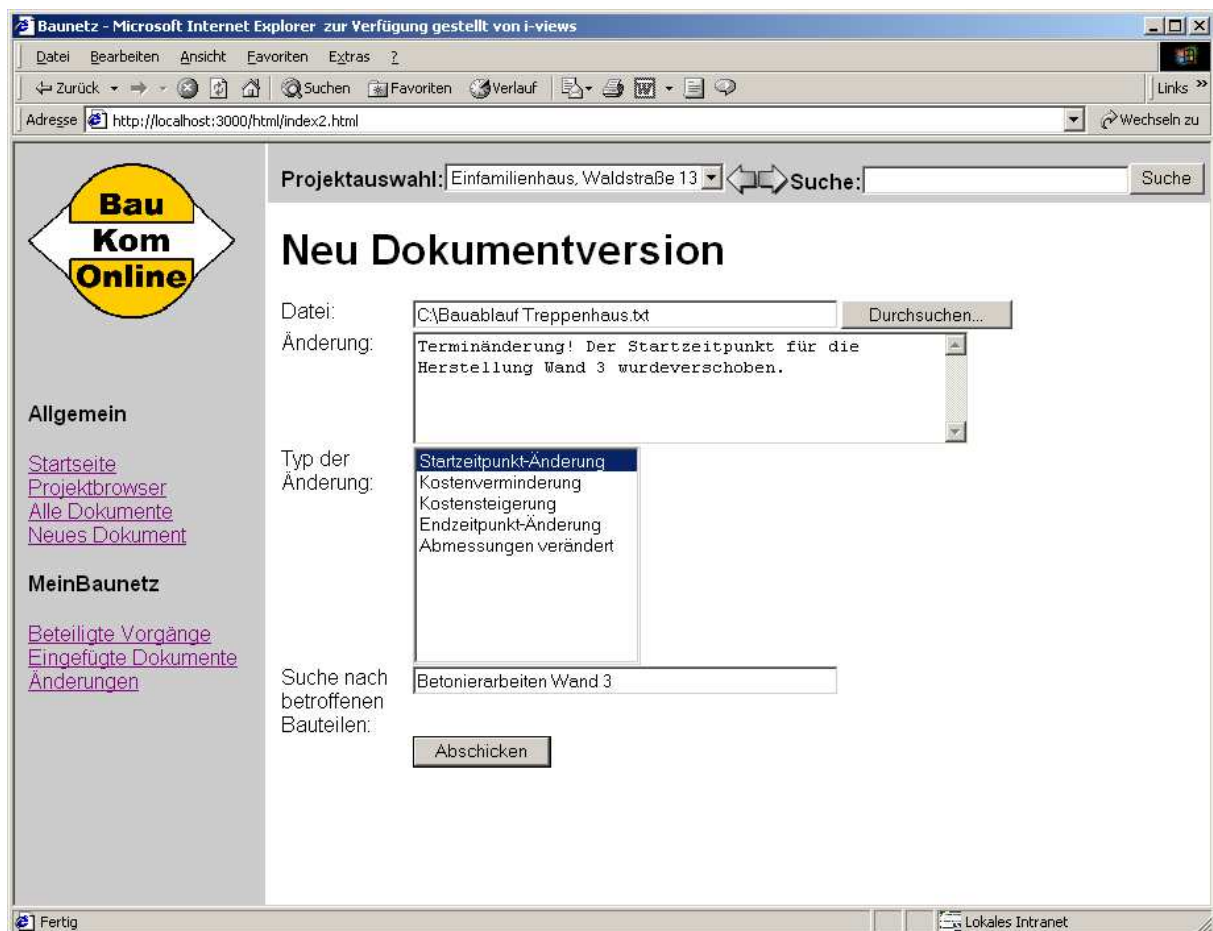 Baunetz - Microsoft Internet Explorer zur Verfügung gestellt von i-views
Datei Bearbeiten Ansicht Favoriten Extras ?
Zurück Suchen Favoriten Verlauf Links »
Adresse http://localhost:3000/html/index2.html Wechseln zu
Bau
Kom
Online
Projektauswahl: Einfamilienhaus, Waldstraße 13 Suche: Suche
Neu Dokumentversion
Datei: C:\Bauablauf Treppenhaus.txt Durchsuchen...
Änderung: Terminänderung! Der Startzeitpunkt für die
Herstellung Wand 3 wurdeverschoben.
Typ der
Änderung:
Startzeitpunkt-Änderung
Kostenverminderung
Kostensteigerung
Endzeitpunkt-Änderung
Abmessungen verändert
Suche nach
betroffenen
Bauteilen:
Betonierarbeiten Wand 3
Abschicken
Allgemein
Startseite
Projektbrowser
Alle Dokumente
Neues Dokument
MeinBaunetz
Beteiligte Vorgänge
Eingefügte Dokumente
Änderungen
Fertig Lokales Intranet